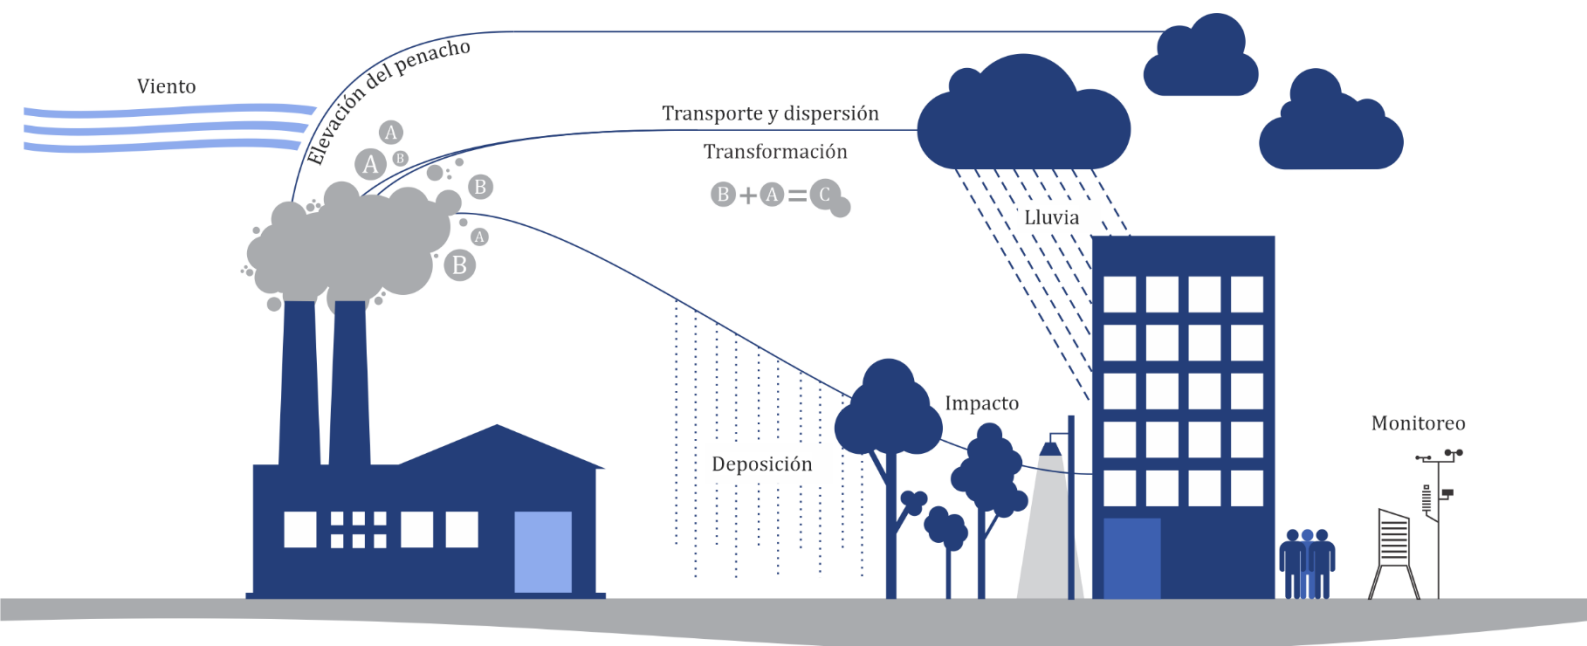 Viento
Elevación del penacho
A
A
B
B
A
B
Transporte y dispersión
Transformación
B + A = C
Lluvia
Deposición
Impacto
Monitoreo